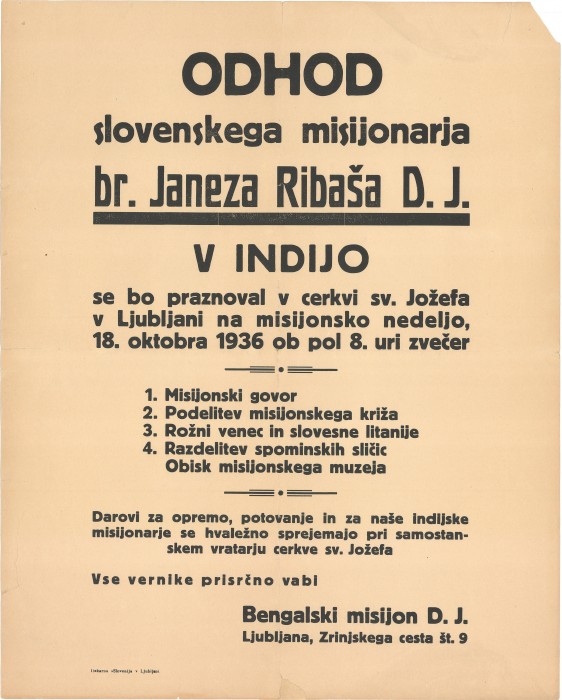 ODHOD
slovenskega misijonarja
br. Janeza Ribaša D. J.
V INDIJO
se bo praznoval v cerkvi sv. Jožefa
v Ljubljani na misijonsko nedeljo,
18. oktobra 1936 ob pol 8. uri zvečer
1. Misijonski govor
2. Podelitev misijonskega križa
3. Rožni venec in slovesne litanije
4. Razdelitev spominskih sličic
Obisk misijonskega muzeja
Darovi za opremo, potovanje in za naše indijske
misijonarje se hvaležno sprejemajo pri samostan-
skem vratarju cerkve sv. Jožefa
Vse vernike prisrčno vabi
Bengalski misijon D. J.
Ljubljana, Zrinjskega cesta št. 9
Tiskarna »Slovenija« v Ljubljani